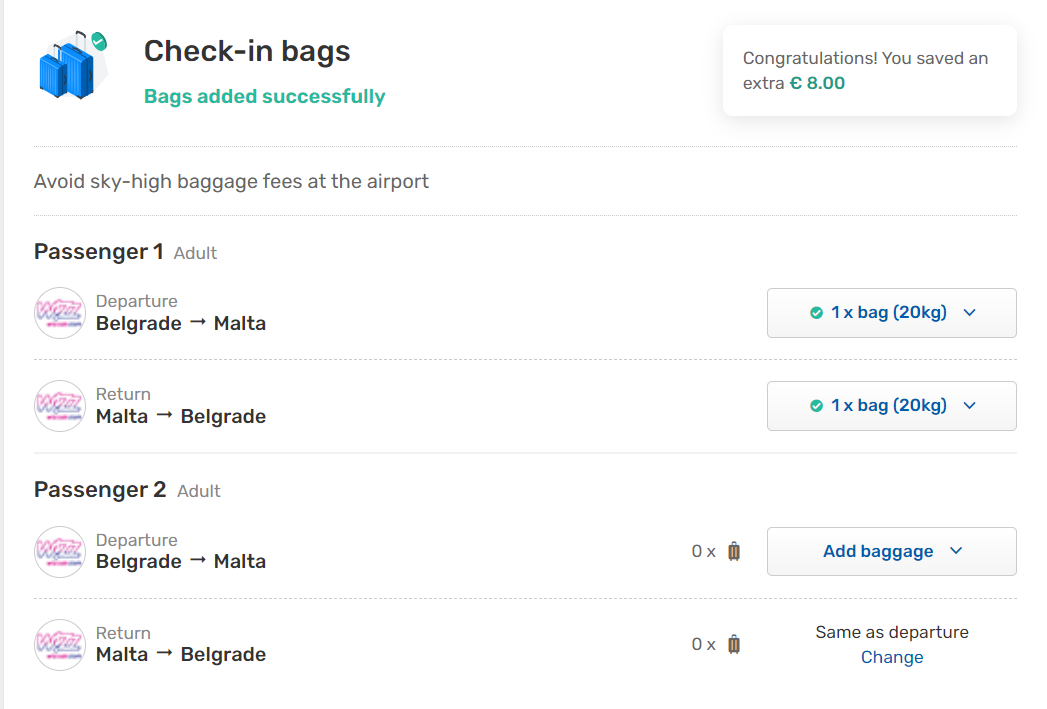 Check-in bags
Bags added successfully
Congratulations! You saved an
extra € 8.00
Avoid sky-high baggage fees at the airport
Passenger 1 Adult
Departure
Belgrade → Malta
1 x bag (20kg)
Return
Malta → Belgrade
1 x bag (20kg)
Passenger 2 Adult
Departure
Belgrade → Malta
0 x
Add baggage
Return
Malta → Belgrade
0 x
Same as departure
Change